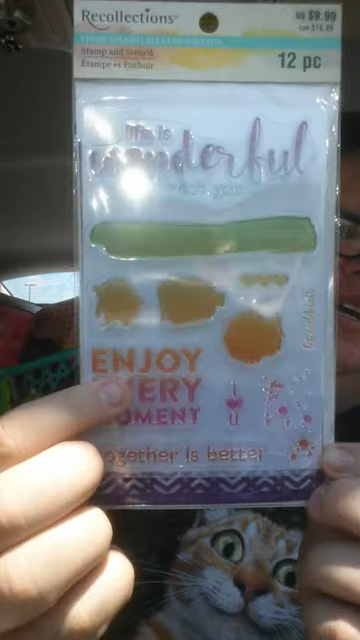 Recollections™
US $9.99
Stamp and Stencil
Étampe et Pochoir
12 pc
life is
wonderful
ENJOY
EVERY
MOMENT
i
u
together is better